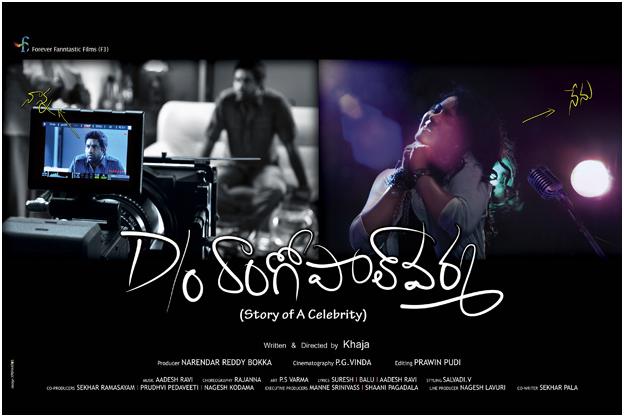 Forever Fanntastic Films (F3)
నాన్న
నేను
D/o రాంగోపాల్ వర్మ
(Story of A Celebrity)
Written & Directed by Khaja
Producer NARENDAR REDDY BOKKA Cinematography P.G.VINDA Editing PRAWIN PUDI
MUSIC AADESH RAVI CHOREOGRAPHY RAJANNA ART P.S VARMA LYRICS SURESH | BALU | AADESH RAVI STYLING SALVADI.V
CO-PRODUCERS SEKHAR RAMASAYAM | PRUDHVI PEDAVEETI | NAGESH KODAMA EXECUTIVE PRODUCERS MANNE SRINIVASS | SHAANI PAGADALA LINE PRODUCER NAGESH LAVURI CO-WRITER SEKHAR PALA